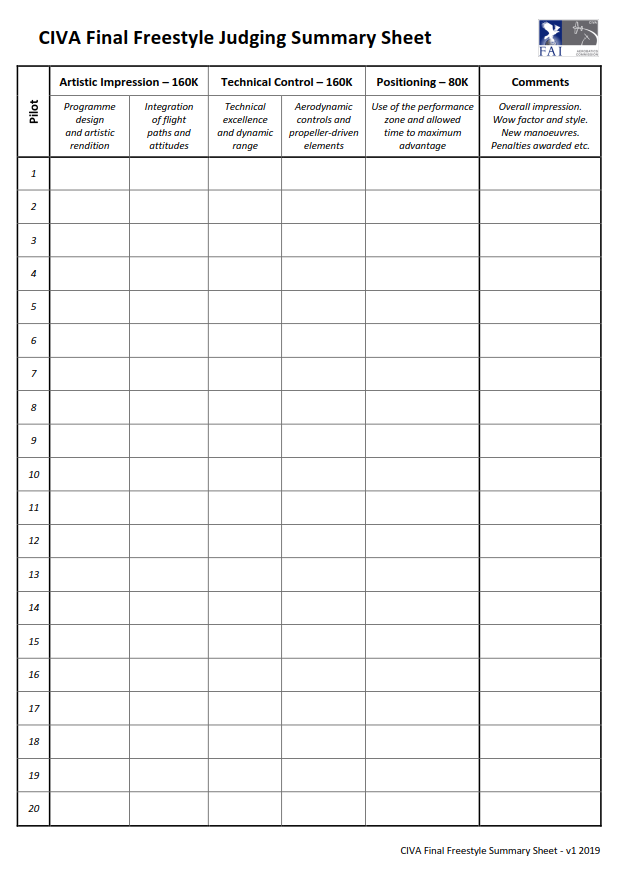 CIVA Final Freestyle Judging Summary Sheet
FAI
Pilot
Artistic Impression – 160K
Technical Control – 160K
Positioning – 80K
Comments
Programme
design
and artistic
rendition
Integration
of flight
paths and
attitudes
Technical
excellence
and dynamic
range
Aerodynamic
controls and
propeller-driven
elements
Use of the performance
zone and allowed
time to maximum
advantage
Overall impression.
Wow factor and style.
New manoeuvres.
Penalties awarded etc.
1
2
3
4
5
6
7
8
9
10
11
12
13
14
15
16
17
18
19
20
CIVA Final Freestyle Summary Sheet - v1 2019